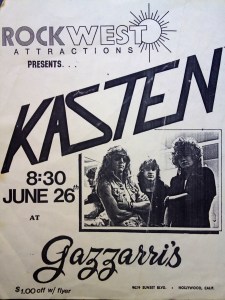 ROCKWEST
ATTRACTIONS
PRESENTS...
KASTEN
8:30
JUNE 26th
AT
gazzarri's
$1.00 off w/ flyer
9039 SUNSET BLVD. • HOLLYWOOD, CALIF.